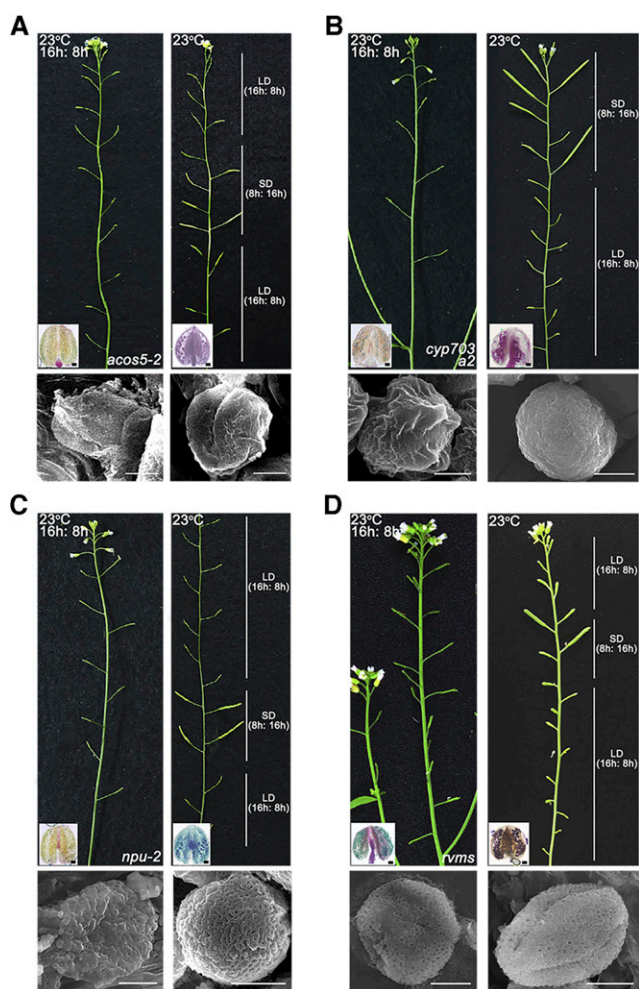 A
23°C
16h: 8h
acos5-2
23°C
LD
(16h: 8h)
SD
(8h: 16h)
LD
(16h: 8h)
B
23°C
16h: 8h
cyp703
a2
23°C
SD
(8h: 16h)
LD
(16h: 8h)
C
23°C
16h: 8h
npu-2
23°C
LD
(16h: 8h)
SD
(8h: 16h)
LD
(16h: 8h)
D
23°C
16h: 8h
rvms
23°C
LD
(16h: 8h)
SD
(8h: 16h)
LD
(16h: 8h)